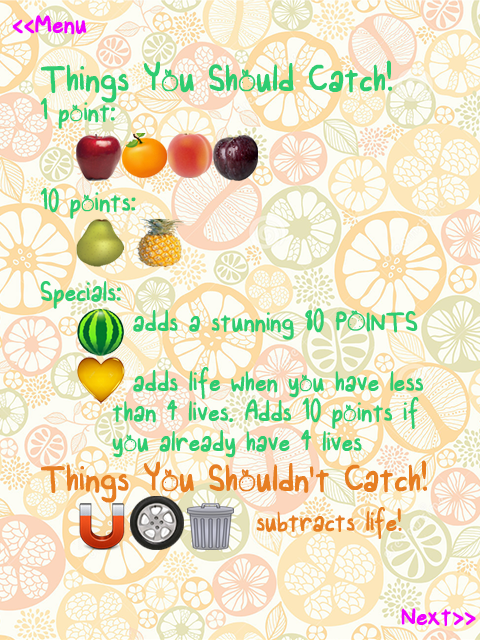 <<Menu
Things You Should Catch!
1 point:
10 points:
Specials:
adds a stunning 80 POINTS
adds life when you have less
than 4 lives. Adds 10 points if
you already have 4 lives
Things You Shouldn't Catch!
subtracts life!
Next>>